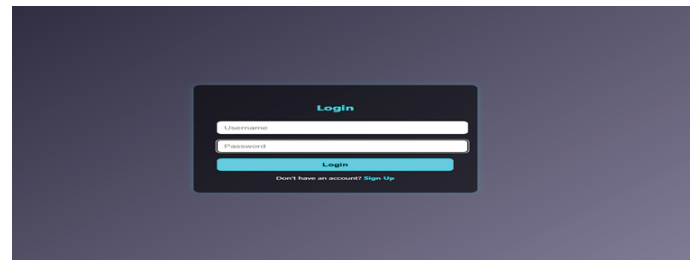 Login
Username
Password
Login
Don't have an account? Sign Up